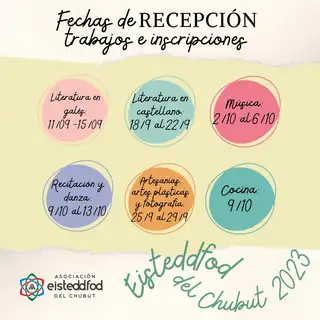 Fechas de RECEPCIÓN
trabajos e inscripciones
Literatura en
galés:
11/09 -15/09
Literatura en
castellano:
18/9 al 22/9
Música:
2/10 al 6/10
Recitación y
danza:
9/10 al 13/10
Artesanías,
artes plásticas
y fotografía:
25/9 al 29/9
Cocina:
9/10
Eisteddfod
del Chubut 2023
ASOCIACIÓN
eisteddfod
DEL CHUBUT